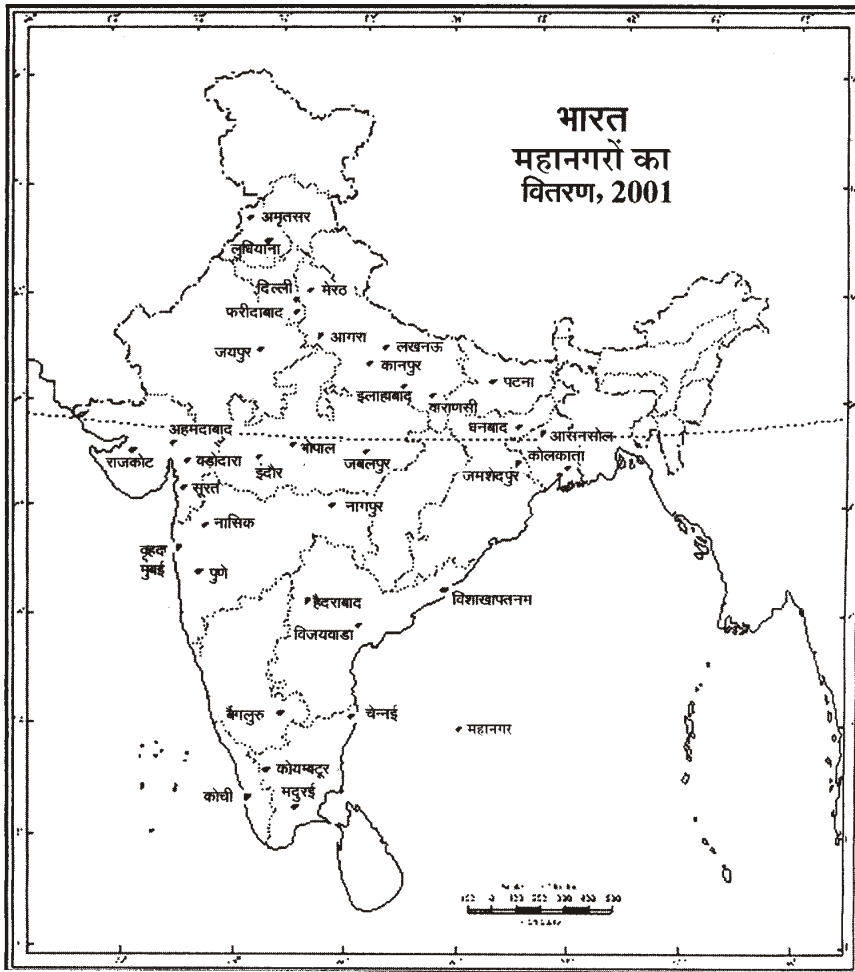 भारत
महानगरों का
वितरण, 2001
अमृतसर
लुधियाना
दिल्ली
मेरठ
फरीदाबाद
आगरा
जयपुर
लखनऊ
कानपुर
पटना
इलाहाबाद
वाराणसी
अहमदाबाद
धनबाद
आसनसोल
भोपाल
राजकोट
वडोदरा
इंदौर
जबलपुर
कोलकाता
जमशेदपुर
सूरत
नागपुर
नासिक
मुंबई
पुणे
हैदराबाद
विशाखापतनम
विजयवाडा
बैंगलुरु
चेन्नई
महानगर
कोयम्बटूर
कोची
मदुरई